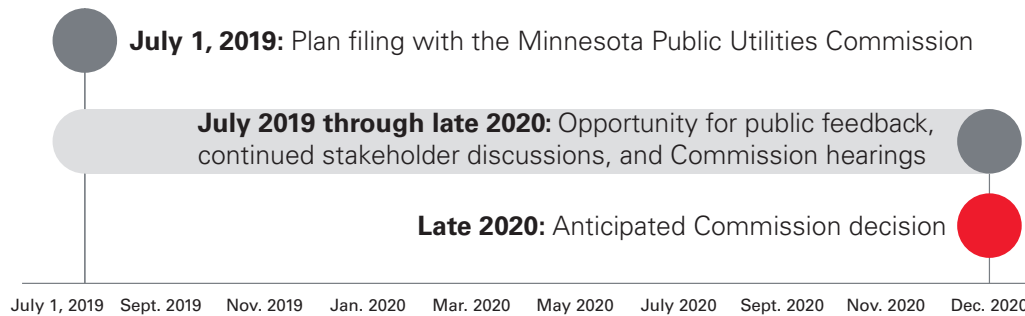 July 1, 2019: Plan filing with the Minnesota Public Utilities Commission
July 2019 through late 2020: Opportunity for public feedback,
continued stakeholder discussions, and Commission hearings
Late 2020: Anticipated Commission decision
July 1, 2019 Sept. 2019 Nov. 2019 Jan. 2020 Mar. 2020 May 2020 July 2020 Sept. 2020 Nov. 2020 Dec. 2020